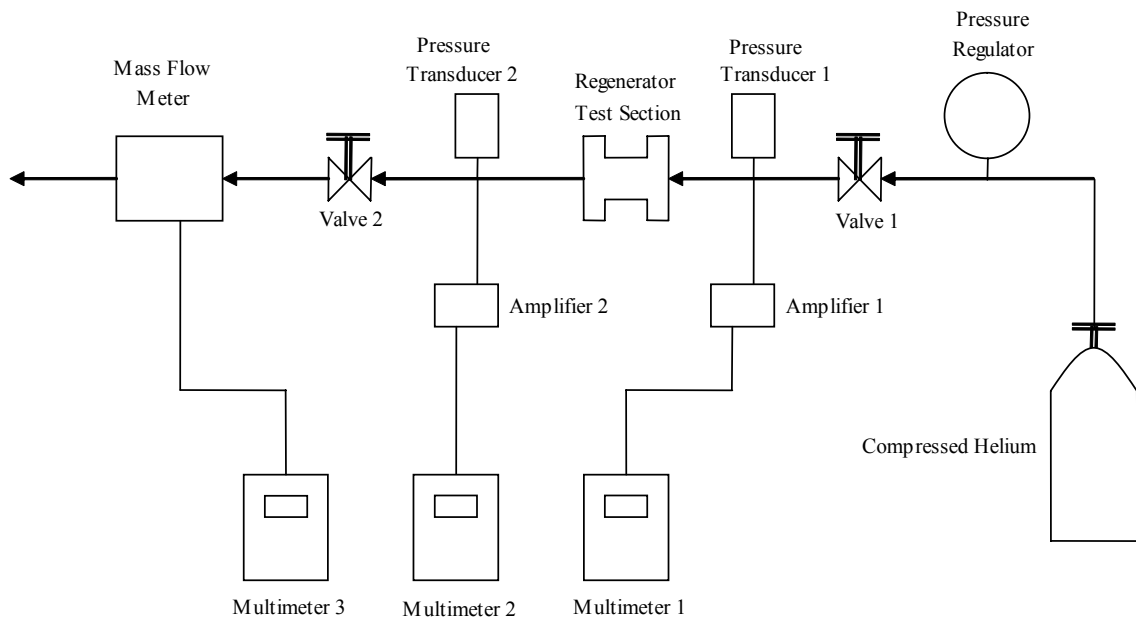 Pressure
Regulator
Pressure
Transducer 1
Pressure
Transducer 2
Regenerator
Test Section
Mass Flow
Meter
Valve 2
Valve 1
Amplifier 2
Amplifier 1
Compressed Helium
Multimeter 3
Multimeter 2
Multimeter 1